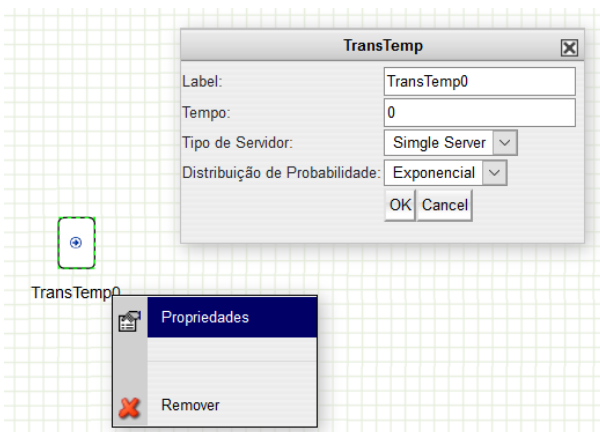 TransTemp
Label: TransTemp0
Tempo: 0
Tipo de Servidor: Simgle Server
Distribuição de Probabilidade: Exponencial
OK Cancel
TransTemp0
Propriedades
Remover